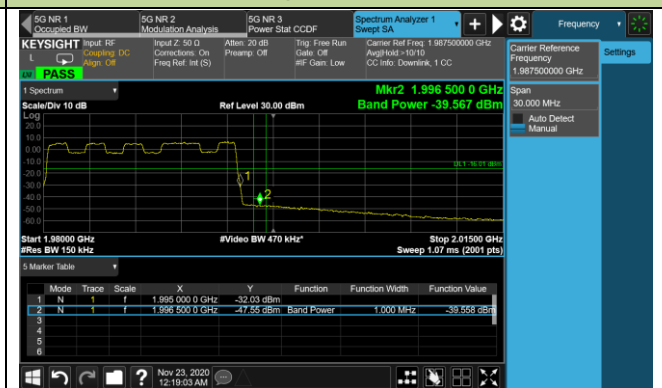 5G NR 1
Occupied BW
5G NR 2
Modulation Analysis
5G NR 3
Power Stat CCDF
Spectrum Analyzer 1
Swept SA
Frequency
KEYSIGHT
L
PASS
Input: RF
Coupling: DC
Align: Off
Input Z: 50 Ω
Corrections: On
Freq Ref: Int (S)
Atten: 20 dB
Preamp: Off
Trig: Free Run
Gate: Off
#IF Gain: Low
Carrier Ref Freq: 1.987500000 GHz
Avg|Hold:>10/10
CC Info: Downlink, 1 CC
Carrier Reference
Frequency
1.987500000 GHz
Settings
Span
30.000 MHz
Auto Detect
Manual
1 Spectrum
Scale/Div 10 dB
Ref Level 30.00 dBm
Mkr2 1.996 500 0 GHz
Band Power -39.567 dBm
Log
20.0
10.0
0.00
-10.0
-20.0
-30.0
-40.0
-50.0
-60.0
DL1 -16.01 dBm
1
2
Start 1.98000 GHz
#Video BW 470 kHz*
Stop 2.01500 GHz
#Res BW 150 kHz
Sweep 1.07 ms (2001 pts)
5 Marker Table
Mode Trace Scale X Y Function Function Width Function Value
1 N 1 f 1.995 000 0 GHz -32.03 dBm
2 N 1 f 1.996 500 0 GHz -47.55 dBm Band Power 1.000 MHz -39.558 dBm
3
4
5
6
? Nov 23, 2020
12:19:03 AM